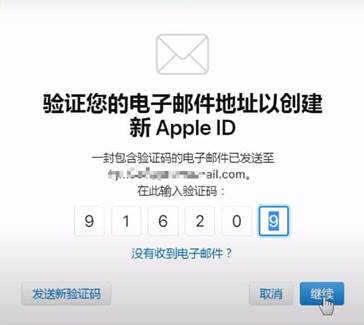 验证您的电子邮件地址以创建
新 Apple ID
一封包含验证码的电子邮件已发送至
ail.com。
在此输入验证码：
9 1 6 2 0 9
没有收到电子邮件？
发送新验证码 取消 继续